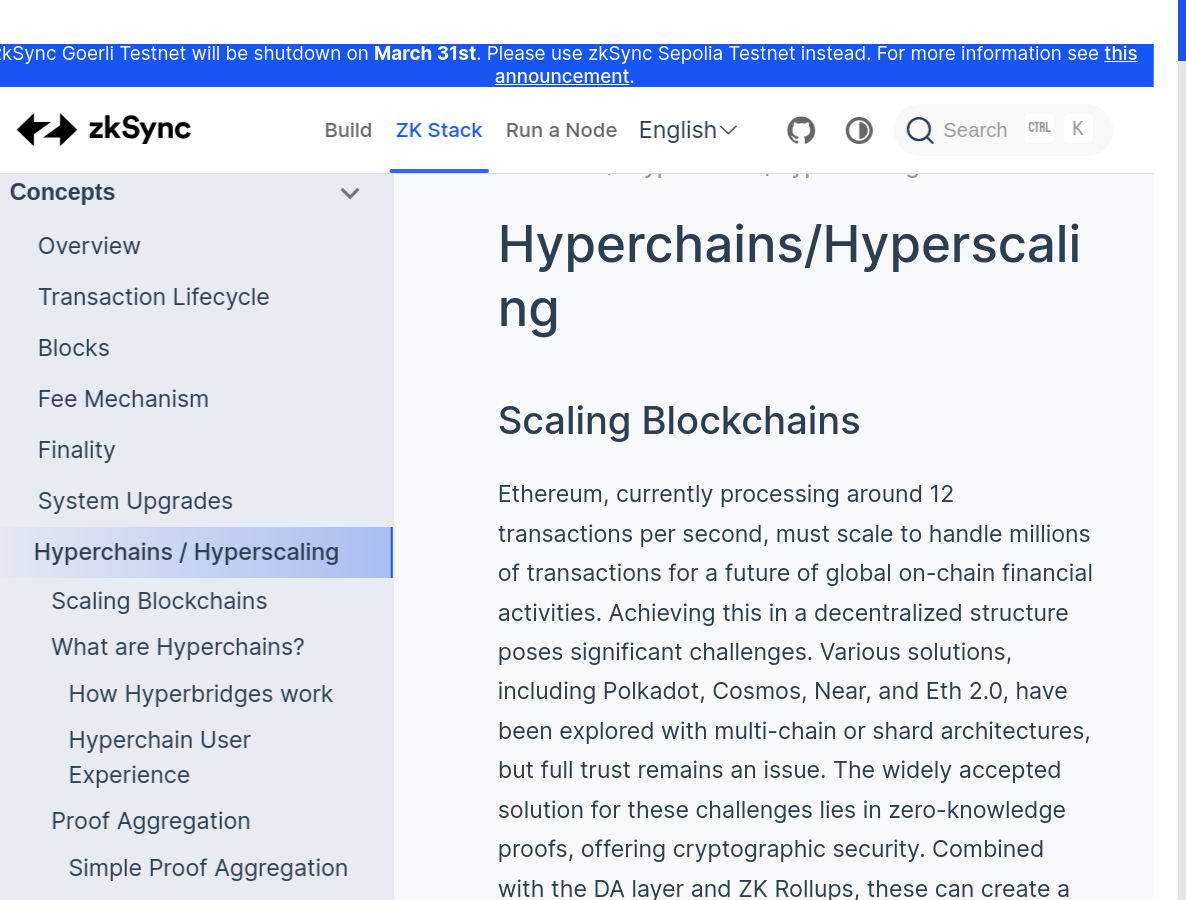 zkSync Goerli Testnet will be shutdown on March 31st. Please use zkSync Sepolia Testnet instead. For more information see this
announcement.
zkSync
Build
ZK Stack
Run a Node
English
Search
CTRL
K
Concepts
Overview
Transaction Lifecycle
Blocks
Fee Mechanism
Finality
System Upgrades
Hyperchains / Hyperscaling
Scaling Blockchains
What are Hyperchains?
How Hyperbridges work
Hyperchain User
Experience
Proof Aggregation
Simple Proof Aggregation
Hyperchains/Hyperscali
ng
Scaling Blockchains
Ethereum, currently processing around 12
transactions per second, must scale to handle millions
of transactions for a future of global on-chain financial
activities. Achieving this in a decentralized structure
poses significant challenges. Various solutions,
including Polkadot, Cosmos, Near, and Eth 2.0, have
been explored with multi-chain or shard architectures,
but full trust remains an issue. The widely accepted
solution for these challenges lies in zero-knowledge
proofs, offering cryptographic security. Combined
with the DA layer and ZK Rollups, these can create a